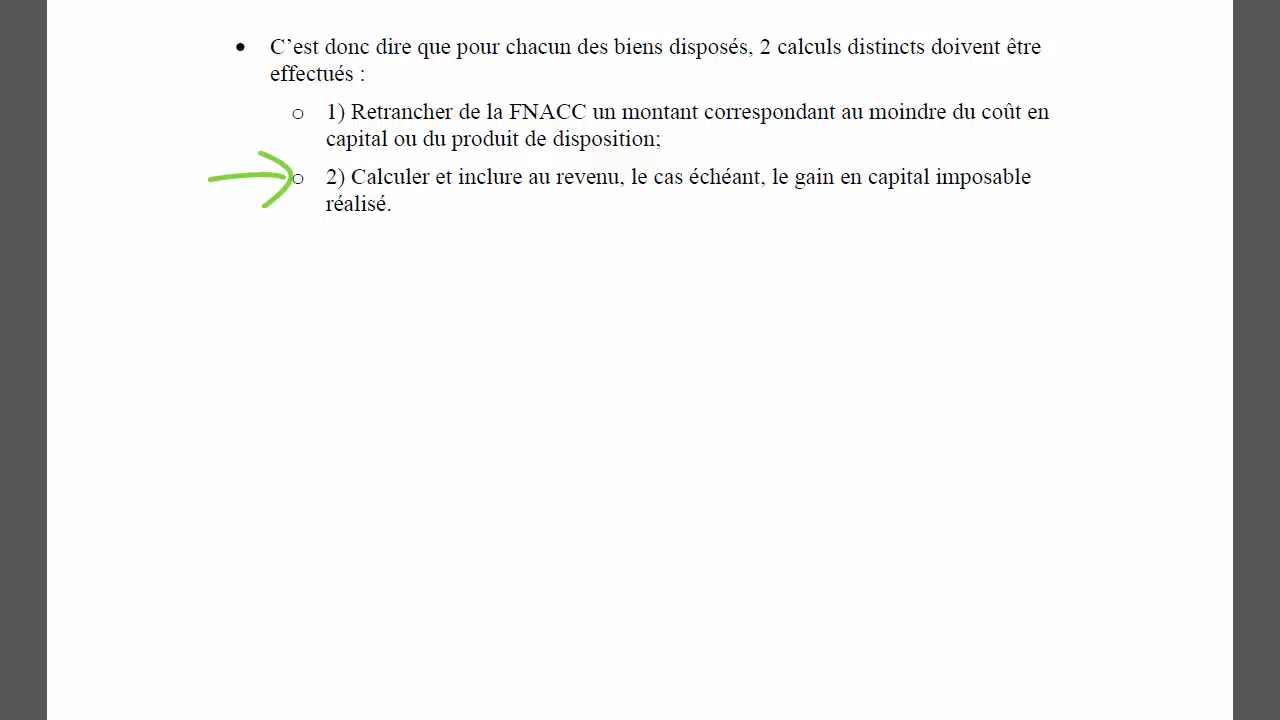 • C’est donc dire que pour chacun des biens disposés, 2 calculs distincts doivent être
effectués :
o 1) Retrancher de la FNACC un montant correspondant au moindre du coût en
capital ou du produit de disposition;
o 2) Calculer et inclure au revenu, le cas échéant, le gain en capital imposable
réalisé.